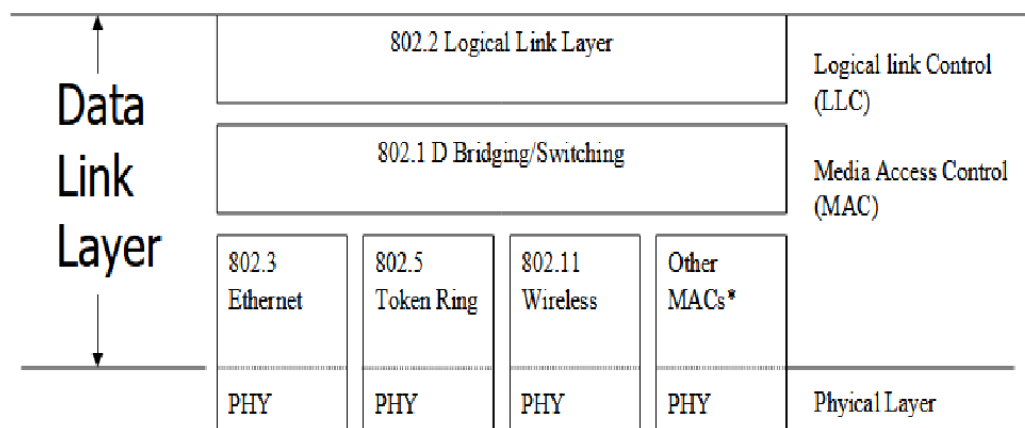 Data
Link
Layer
802.2 Logical Link Layer
Logical link Control
(LLC)
802.1 D Bridging/Switching
Media Access Control
(MAC)
802.3
Ethernet
802.5
Token Ring
802.11
Wireless
Other
MACs*
PHY
PHY
PHY
PHY
Phyical Layer